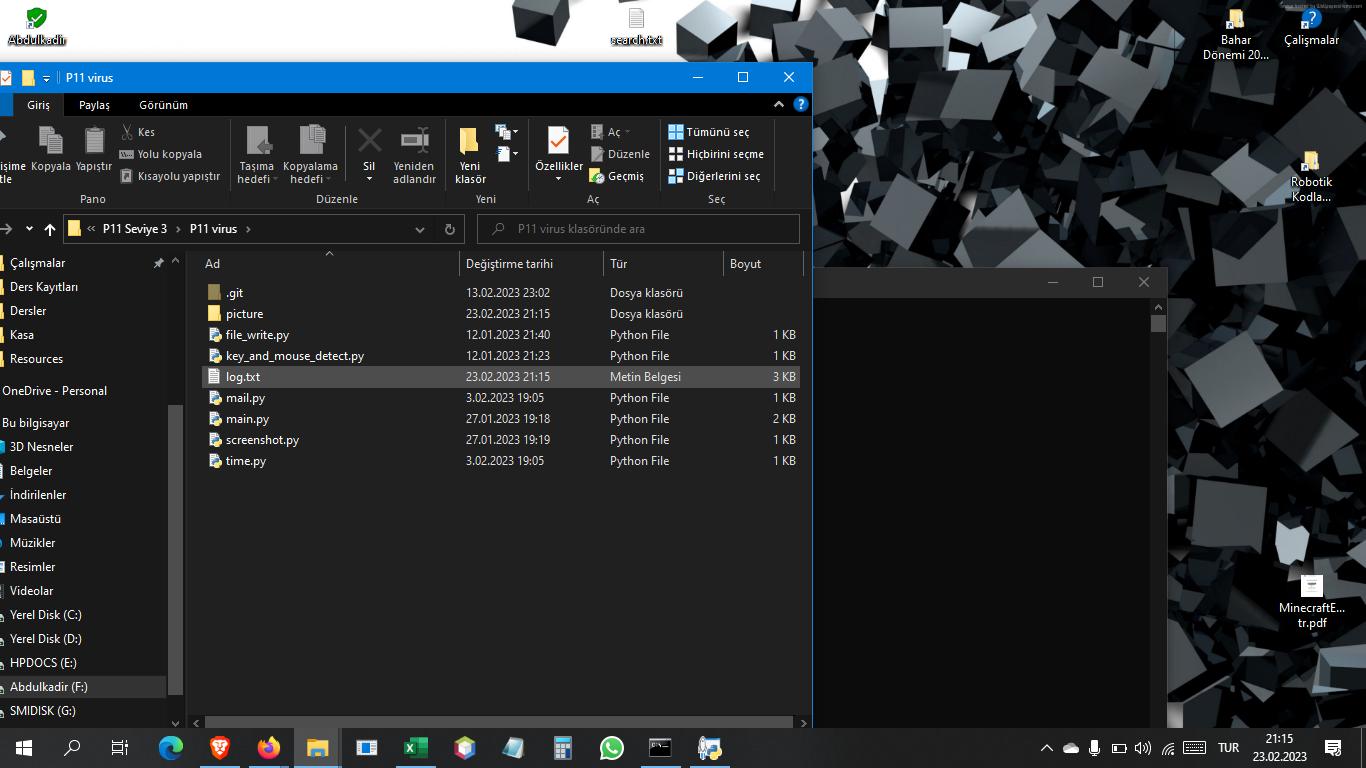 Abdulkadir
search.txt
Bahar
Dönemi 20...
Çalişmalar
P11 virus
Giriş Paylaş Görünüm
Kopyala
Yapıştır
Kes
Yolu kopyala
Kısayolu yapıştır
Pano
Taşıma
hedefi
Kopyalama
hedefi
Sil
Yeniden
adlandır
Düzenle
Yeni
klasör
Yeni
Özellikler
Aç
Düzenle
Geçmiş
Aç
Tümünü seç
Hiçbirini seçme
Diğerlerini seç
Seç
Robotik
Kodla...
« P11 Seviye 3 > P11 virus >
P11 virus klasöründe ara
Çalışmalar
Ders Kayıtları
Dersler
Kasa
Resources
OneDrive - Personal
Bu bilgisayar
3D Nesneler
Belgeler
İndirilenler
Masaüstü
Müzikler
Resimler
Videolar
Yerel Disk (C:)
Yerel Disk (D:)
HPDOCS (E:)
Abdulkadir (F:)
SMIDISK (G:)
Ad Değiştirme tarihi Tür Boyut
.git 13.02.2023 23:02 Dosya klasörü
picture 23.02.2023 21:15 Dosya klasörü
file_write.py 12.01.2023 21:40 Python File 1 KB
key_and_mouse_detect.py 12.01.2023 21:23 Python File 1 KB
log.txt 23.02.2023 21:15 Metin Belgesi 3 KB
mail.py 3.02.2023 19:05 Python File 1 KB
main.py 27.01.2023 19:18 Python File 2 KB
screenshot.py 27.01.2023 19:19 Python File 1 KB
time.py 3.02.2023 19:05 Python File 1 KB
MinecraftE...
tr.pdf
TUR
21:15
23.02.2023